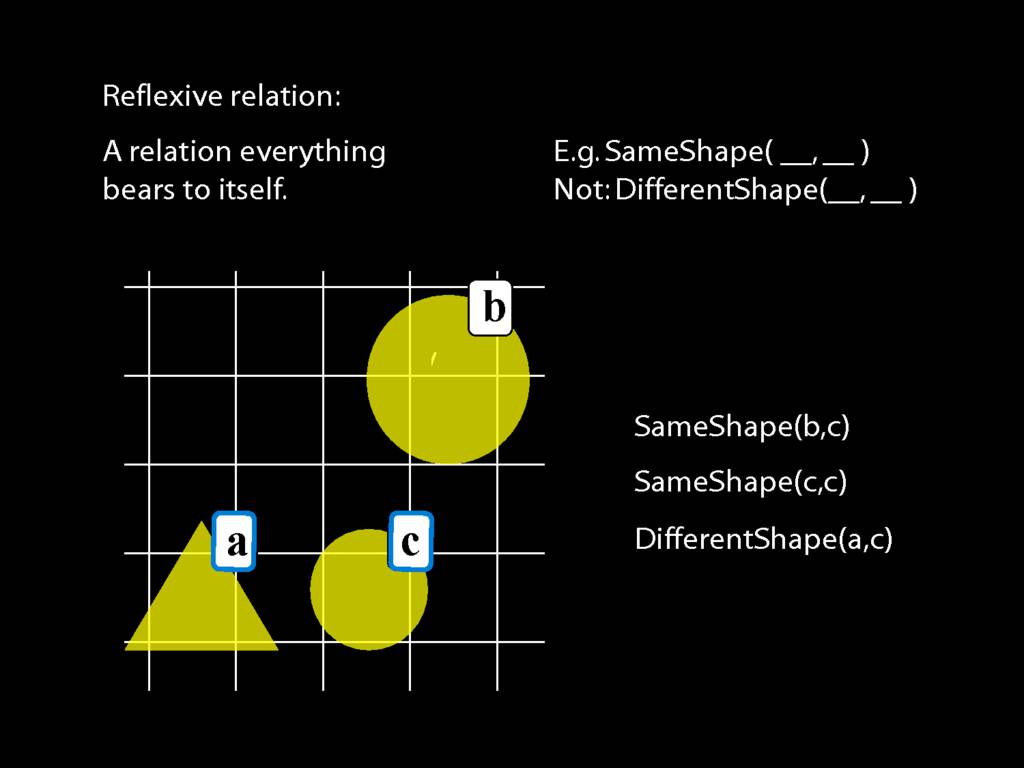 Reflexive relation:
A relation everything
bears to itself.
E.g. SameShape( __, __ )
Not: DifferentShape(__, __ )
b
a
c
SameShape(b,c)
SameShape(c,c)
DifferentShape(a,c)